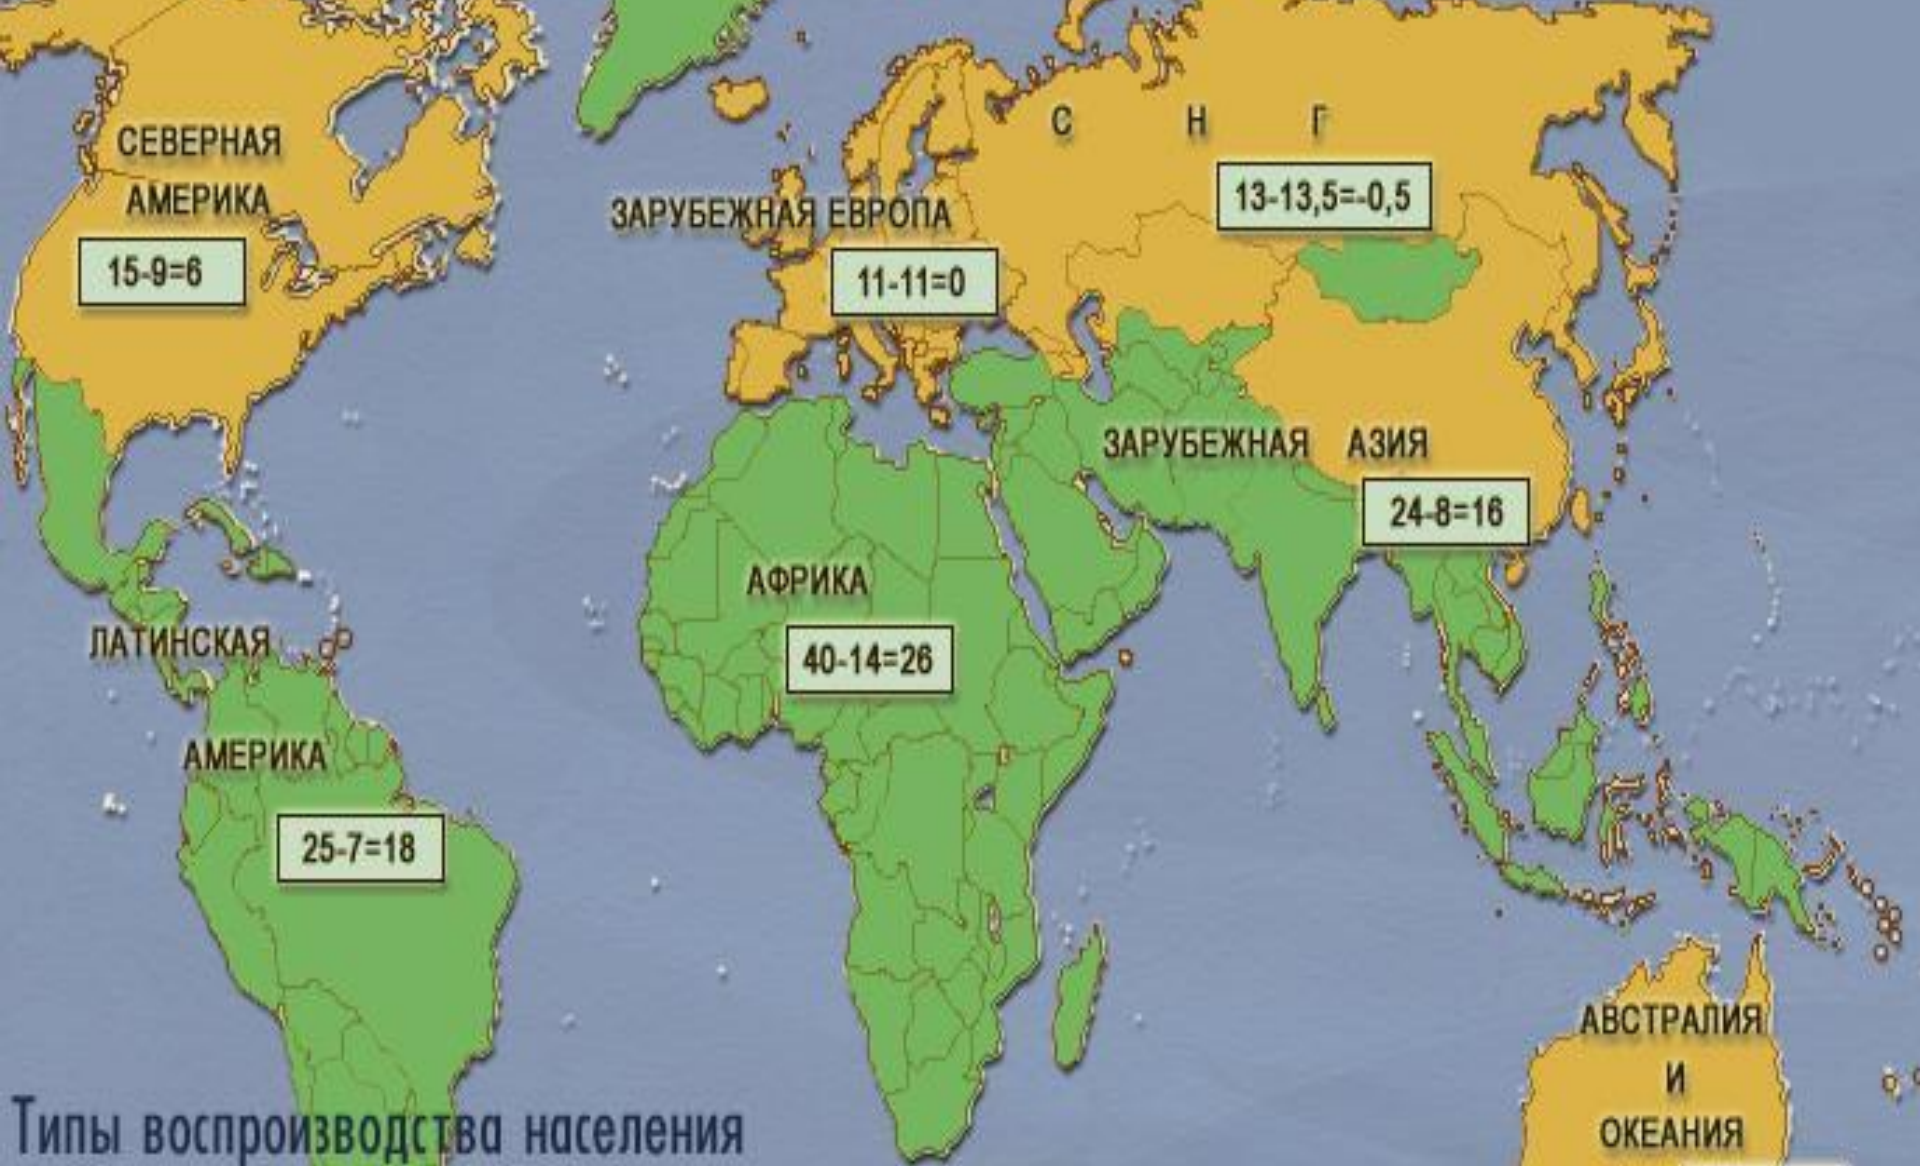 С Н Г
13-13,5=-0,5
СЕВЕРНАЯ
АМЕРИКА
15-9=6
ЗАРУБЕЖНАЯ ЕВРОПА
11-11=0
ЗАРУБЕЖНАЯ АЗИЯ
24-8=16
АФРИКА
40-14=26
ЛАТИНСКАЯ
АМЕРИКА
25-7=18
АВСТРАЛИЯ
И
ОКЕАНИЯ
Типы воспроизводства населения